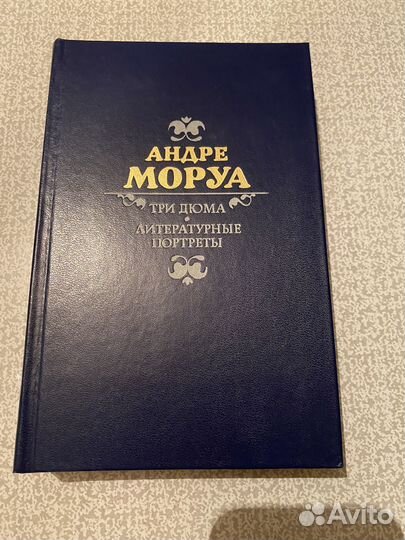 АНДРЕ
МОРУА
ТРИ ДЮМА
•
ЛИТЕРАТУРНЫЕ
ПОРТРЕТЫ
Avito